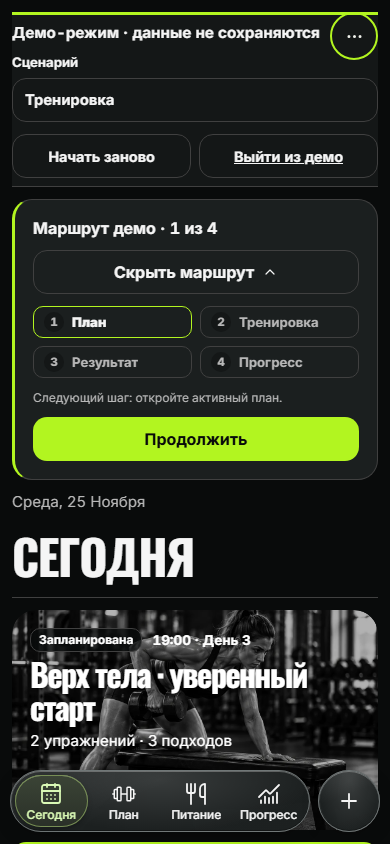 Демо-режим · данные не сохраняются
Сценарий
Тренировка
Начать заново
Выйти из демо
Маршрут демо · 1 из 4
Скрыть маршрут
1 План
2 Тренировка
3 Результат
4 Прогресс
Следующий шаг: откройте активный план.
Продолжить
Среда, 25 Ноября
СЕГОДНЯ
Запланирована 19:00 · День 3
Верх тела · уверенный
старт
2 упражнений · 3 подходов
Сегодня
План
Питание
Прогресс